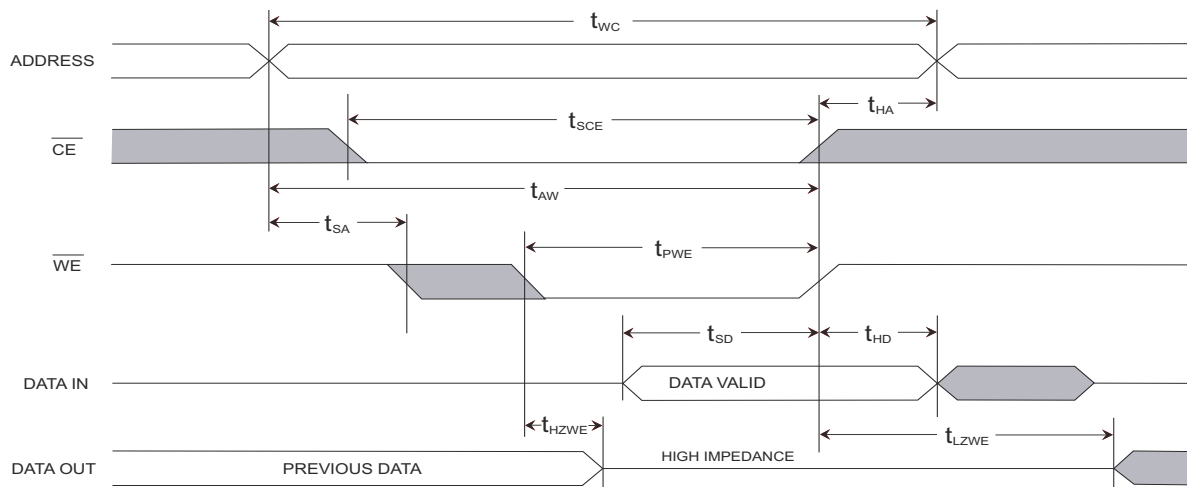 tWC
ADDRESS
tHA
CE
tSCE
tAW
tSA
WE
tPWE
tSD
tHD
DATA IN
DATA VALID
tHZWE
tLZWE
DATA OUT
PREVIOUS DATA
HIGH IMPEDANCE